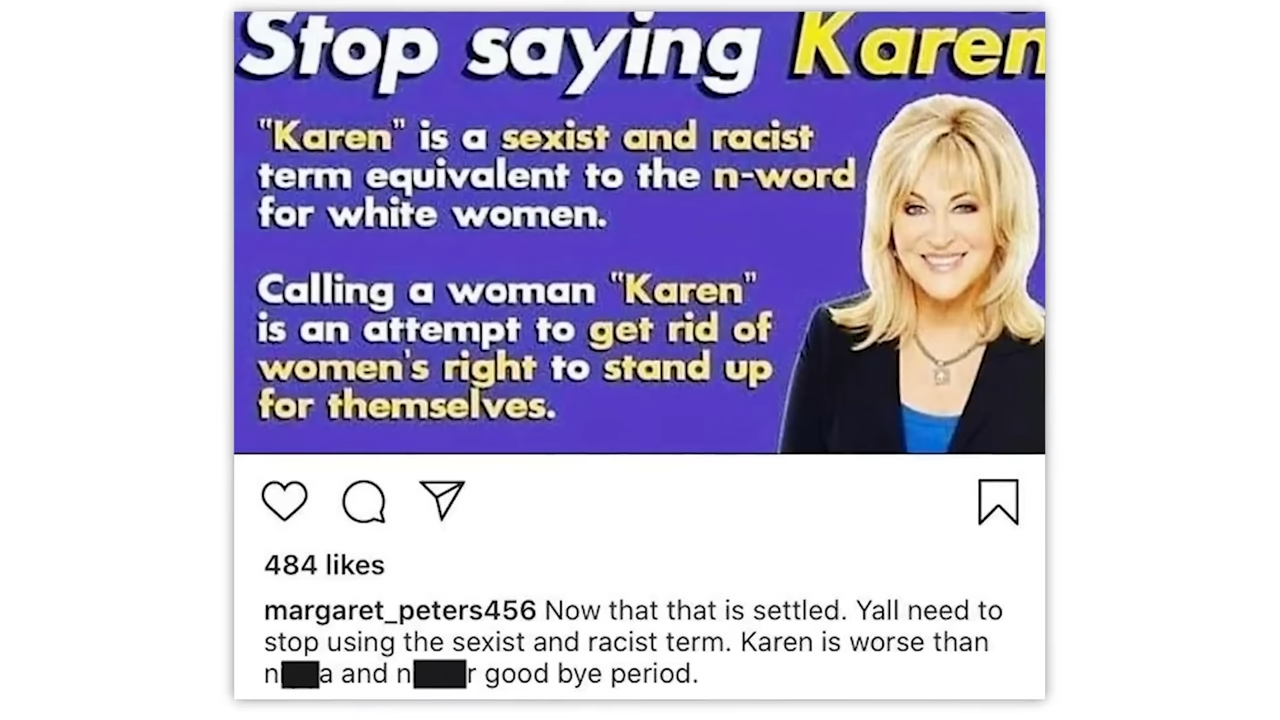 Stop saying Karen
"Karen" is a sexist and racist
term equivalent to the n-word
for white women.
Calling a woman "Karen"
is an attempt to get rid of
women's right to stand up
for themselves.
484 likes
margaret_peters456 Now that that is settled. Yall need to
stop using the sexist and racist term. Karen is worse than
n a and n r good bye period.